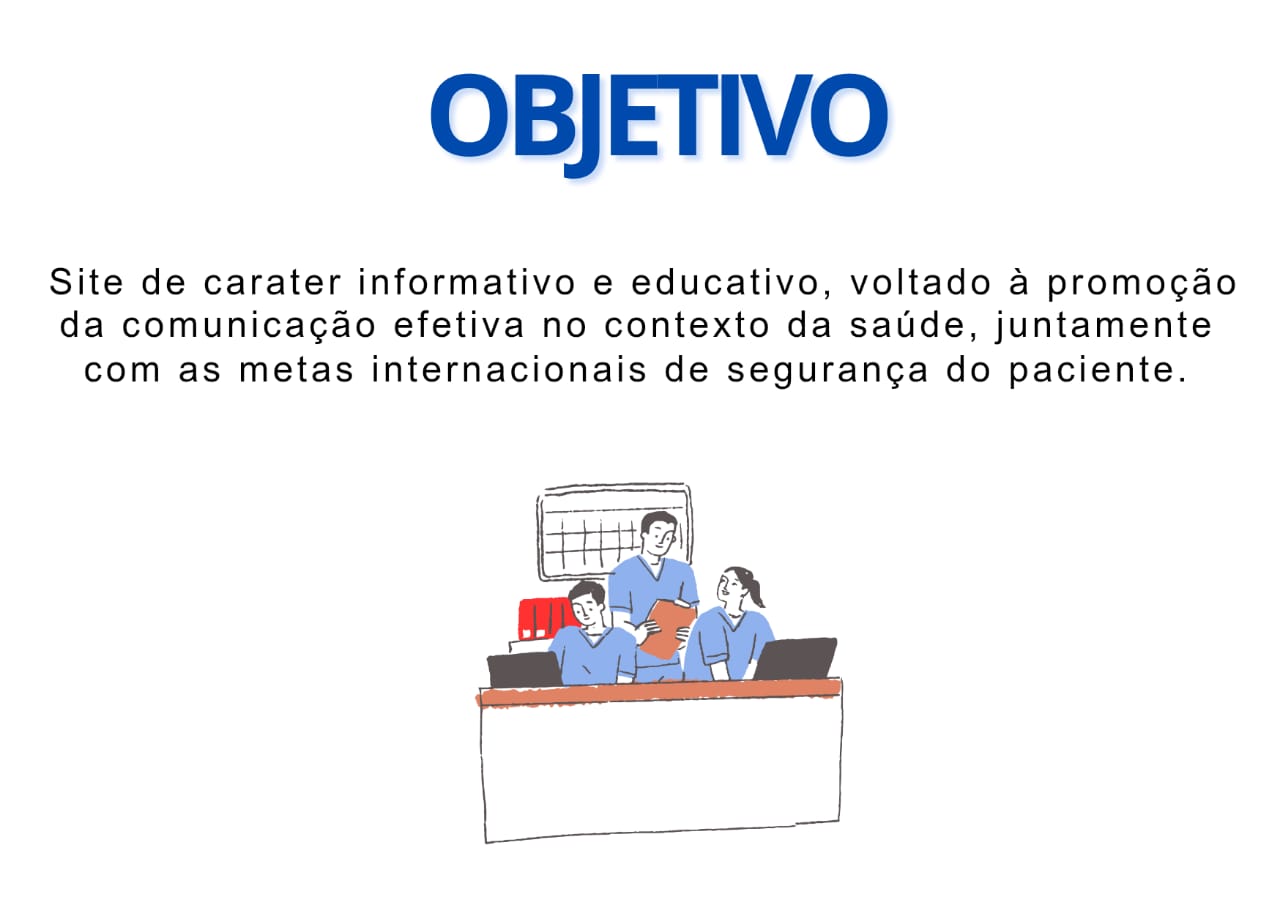 OBJETIVO
Site de carater informativo e educativo, voltado à promoção
da comunicação efetiva no contexto da saúde, juntamente
com as metas internacionais de segurança do paciente.